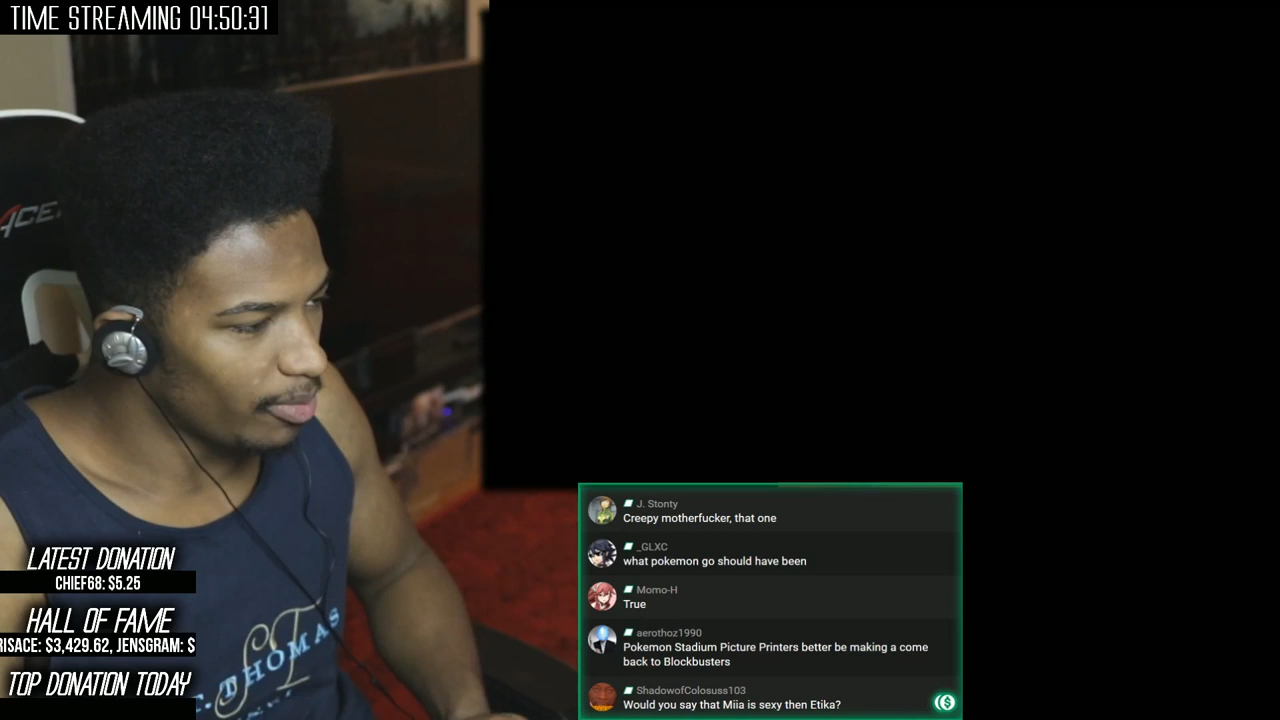 TIME STREAMING 04:50:31
ACE
LATEST DONATION
CHIEF68: $5.25
HALL OF FAME
RISACE: $3,429.62, JENSGRAM: $
TOP DONATION TODAY
ST. THOMAS
J. Stonty
Creepy motherfucker, that one
_GLXC
what pokemon go should have been
Momo-H
True
aerothoz1990
Pokemon Stadium Picture Printers better be making a come
back to Blockbusters
ShadowofColosuss103
Would you say that Miia is sexy then Etika?